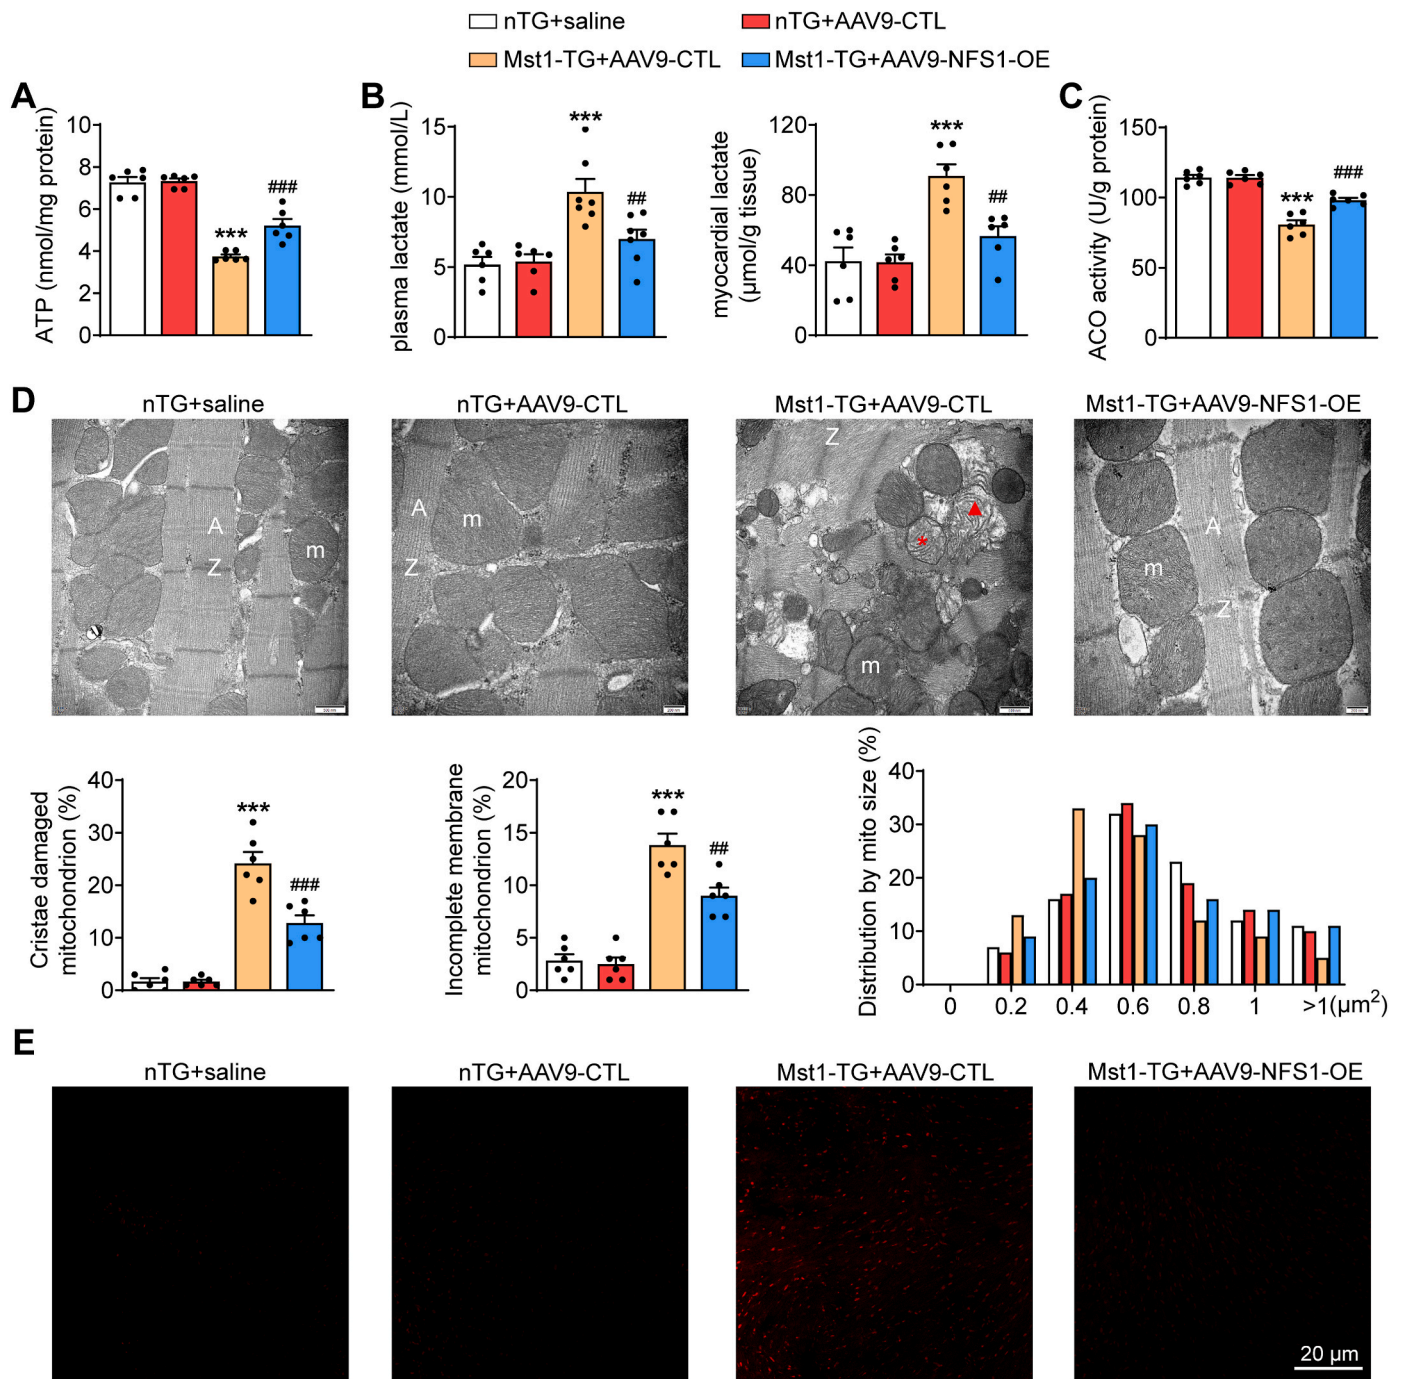 nTG+saline
nTG+AAV9-CTL
Mst1-TG+AAV9-CTL
Mst1-TG+AAV9-NFS1-OE
A
ATP (nmol/mg protein)
10
8
6
4
2
0
***
###
B
plasma lactate (mmol/L)
15
10
5
0
***
##
myocardial lactate
(μmol/g tissue)
120
80
40
0
***
##
C
ACO activity (U/g protein)
150
100
50
0
***
###
D
nTG+saline
nTG+AAV9-CTL
Mst1-TG+AAV9-CTL
Mst1-TG+AAV9-NFS1-OE
A
Z
m
A
m
Z
Z
*
m
A
m
Z
Cristae damaged
mitochondrion (%)
40
30
20
10
0
***
###
Incomplete membrane
mitochondrion (%)
20
15
10
5
0
***
##
Distribution by mito size (%)
40
30
20
10
0
0 0.2 0.4 0.6 0.8 1 >1(μm²)
E
nTG+saline
nTG+AAV9-CTL
Mst1-TG+AAV9-CTL
Mst1-TG+AAV9-NFS1-OE
20 μm